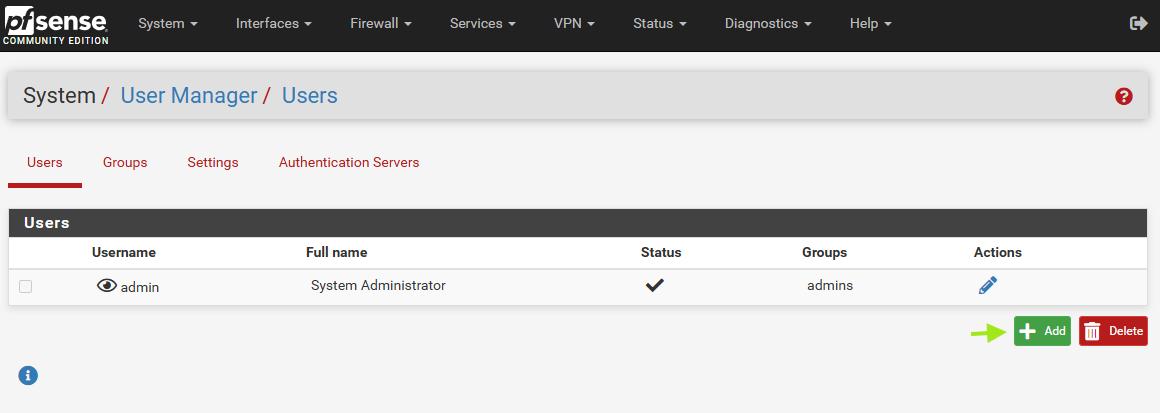 pfsense
COMMUNITY EDITION
System Interfaces Firewall Services VPN Status Diagnostics Help
System / User Manager / Users
Users Groups Settings Authentication Servers
Users
Username Full name Status Groups Actions
admin System Administrator admins
Add Delete